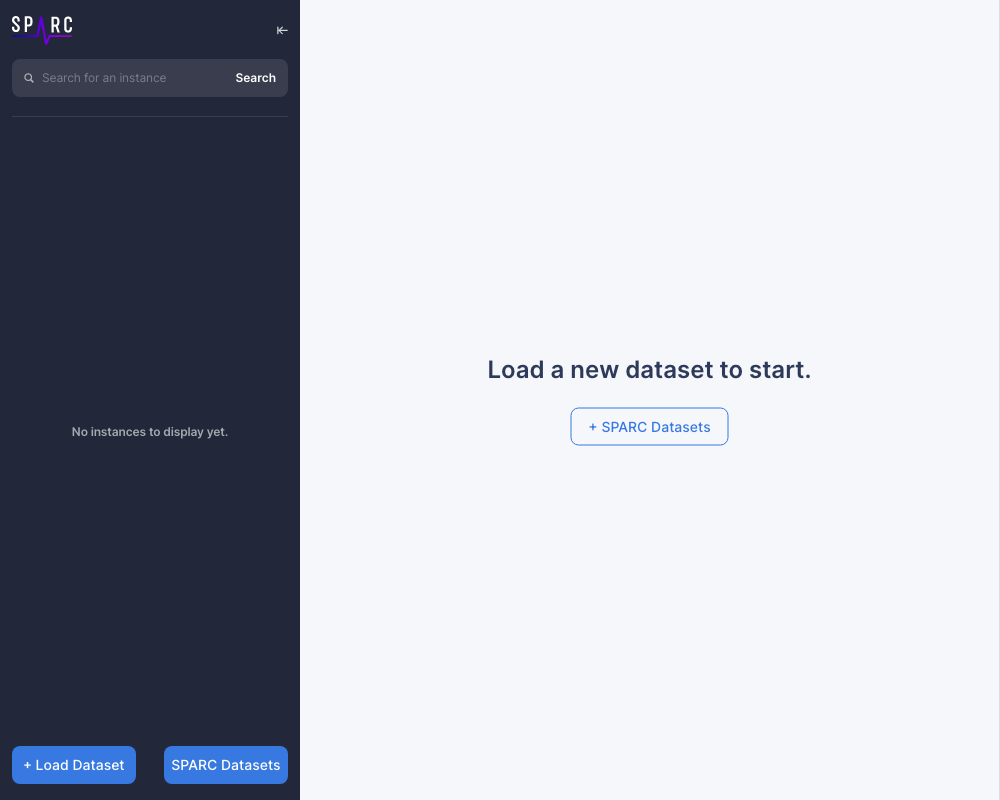 SPARC
Search for an instance
Search
No instances to display yet.
+ Load Dataset
SPARC Datasets
Load a new dataset to start.
+ SPARC Datasets